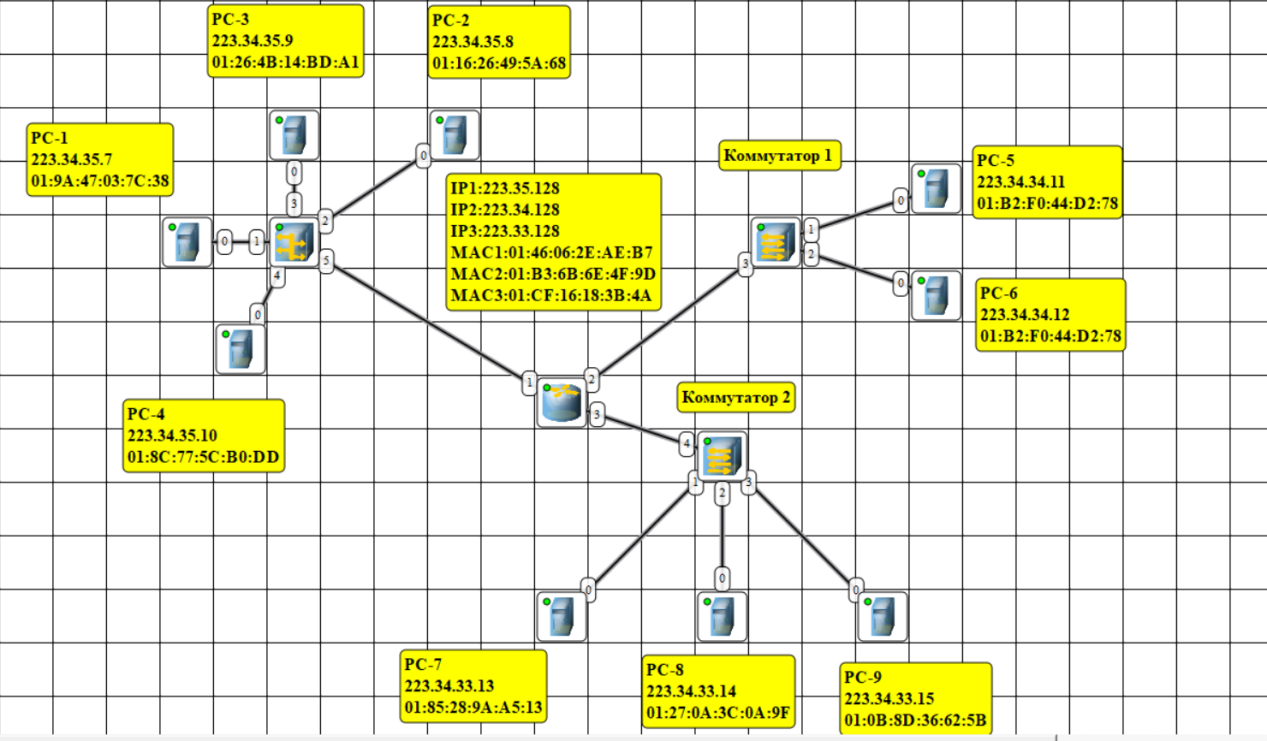 PC-3
223.34.35.9
01:26:4B:14:BD:A1
PC-2
223.34.35.8
01:16:26:49:5A:68
PC-1
223.34.35.7
01:9A:47:03:7C:38
0
3
0
2
0
1
4
5
0
IP1:223.35.128
IP2:223.34.128
IP3:223.33.128
MAC1:01:46:06:2E:AE:B7
MAC2:01:B3:6B:6E:4F:9D
MAC3:01:CF:16:18:3B:4A
Коммутатор 1
3
1
2
0
0
PC-5
223.34.34.11
01:B2:F0:44:D2:78
PC-6
223.34.34.12
01:B2:F0:44:D2:78
PC-4
223.34.35.10
01:8C:77:5C:B0:DD
1
2
3
Коммутатор 2
4
1
2
3
0
0
0
PC-7
223.34.33.13
01:85:28:9A:A5:13
PC-8
223.34.33.14
01:27:0A:3C:0A:9F
PC-9
223.34.33.15
01:0B:8D:36:62:5B